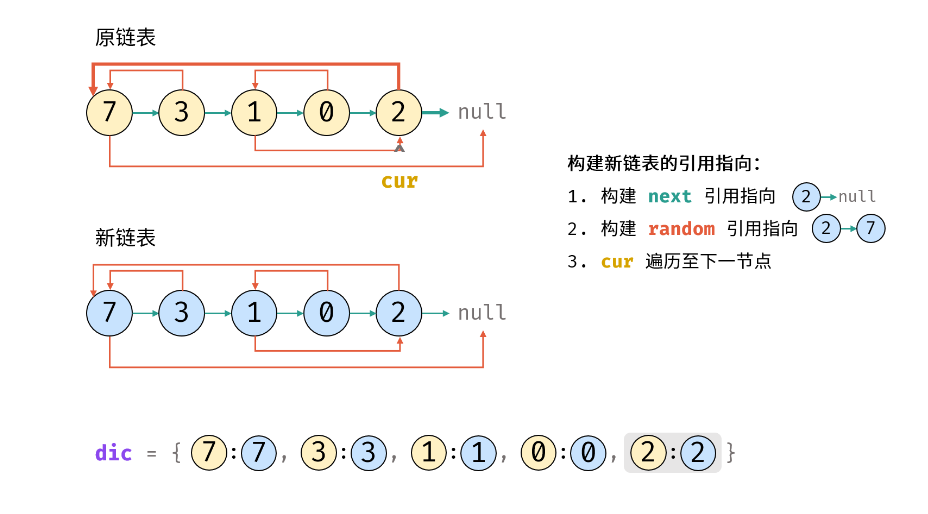 原链表
7 3 1 0 2 null
cur
构建新链表的引用指向:
1. 构建 next 引用指向 2 null
2. 构建 random 引用指向 2 7
3. cur 遍历至下一节点
新链表
7 3 1 0 2 null
dic = { 7:7, 3:3, 1:1, 0:0, 2:2 }